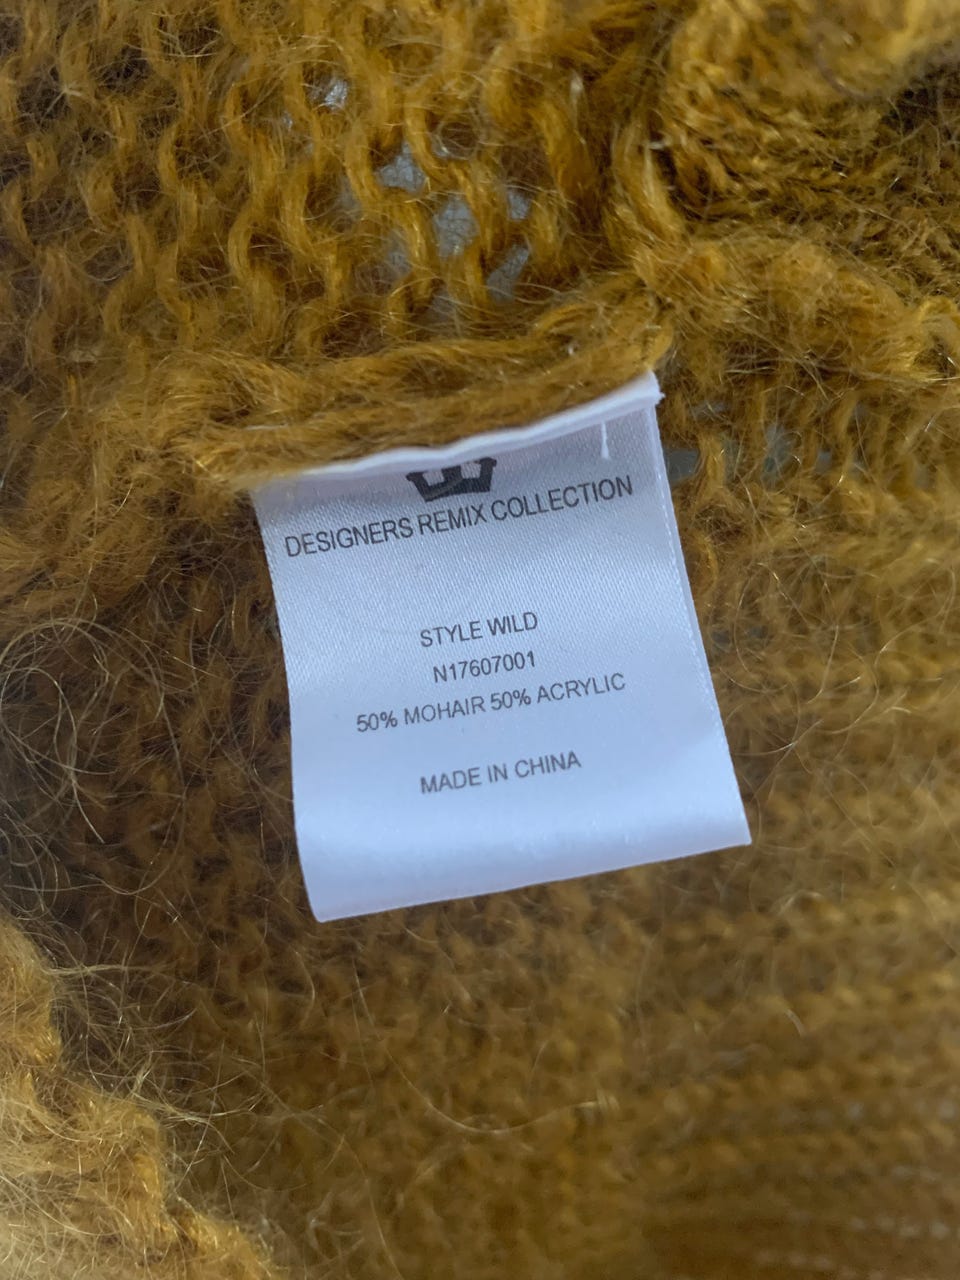 DESIGNERS REMIX COLLECTION
STYLE WILD
N17607001
50% MOHAIR 50% ACRYLIC
MADE IN CHINA